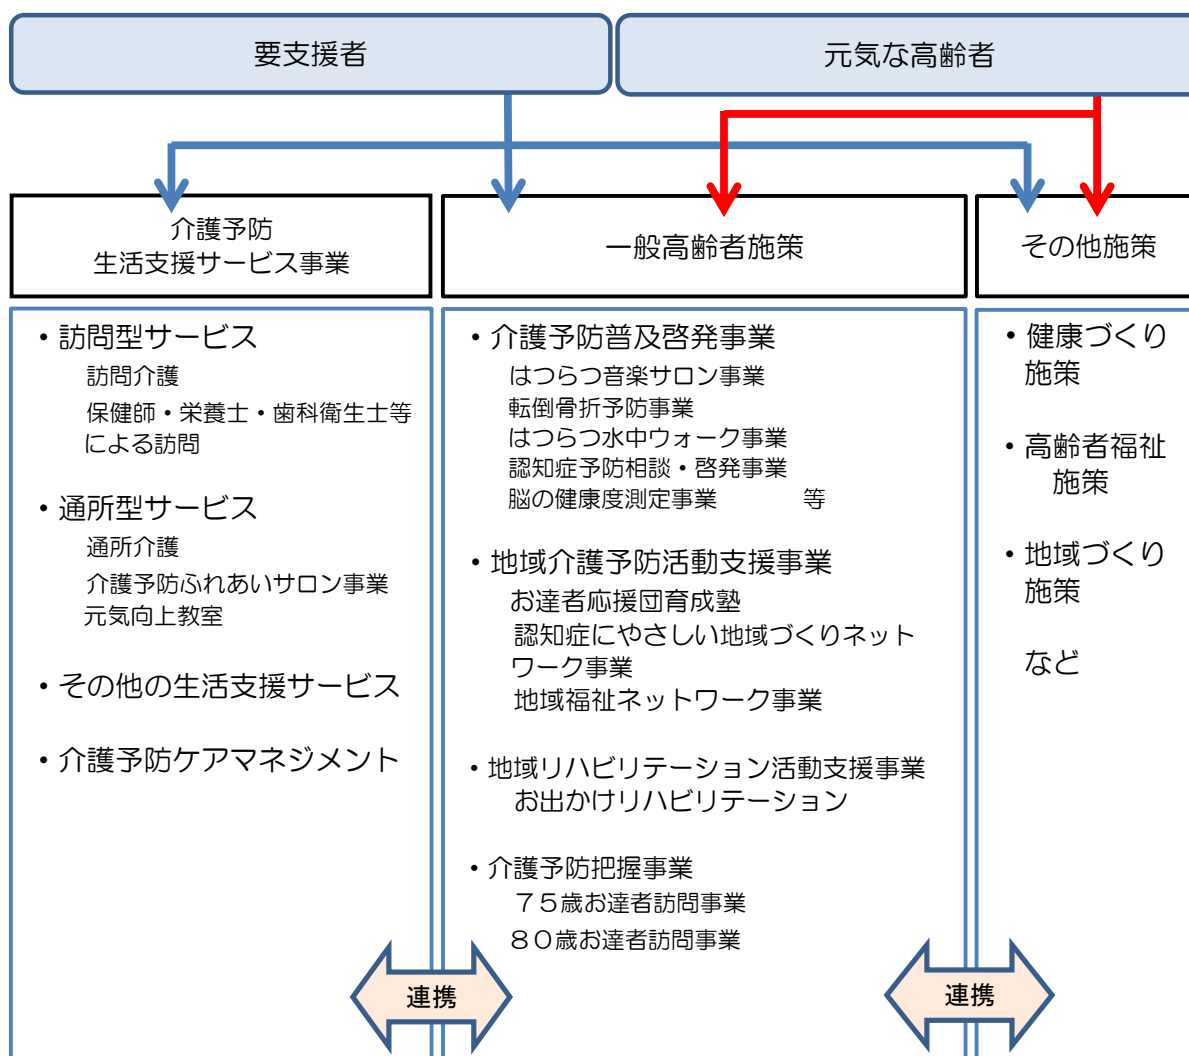 要支援者
元気な高齢者
介護予防
生活支援サービス事業
一般高齢者施策
その他施策
・訪問型サービス
訪問介護
保健師・栄養士・歯科衛生士等
による訪問
・通所型サービス
通所介護
介護予防ふれあいサロン事業
元気向上教室
・その他の生活支援サービス
・介護予防ケアマネジメント
・介護予防普及啓発事業
はつらつ音楽サロン事業
転倒骨折予防事業
はつらつ水中ウォーク事業
認知症予防相談・啓発事業
脳の健康度測定事業　　　等
・地域介護予防活動支援事業
お達者応援団育成塾
認知症にやさしい地域づくりネット
ワーク事業
地域福祉ネットワーク事業
・地域リハビリテーション活動支援事業
お出かけリハビリテーション
・介護予防把握事業
７５歳お達者訪問事業
８０歳お達者訪問事業
・健康づくり
施策
・高齢者福祉
施策
・地域づくり
施策
など
連携
連携